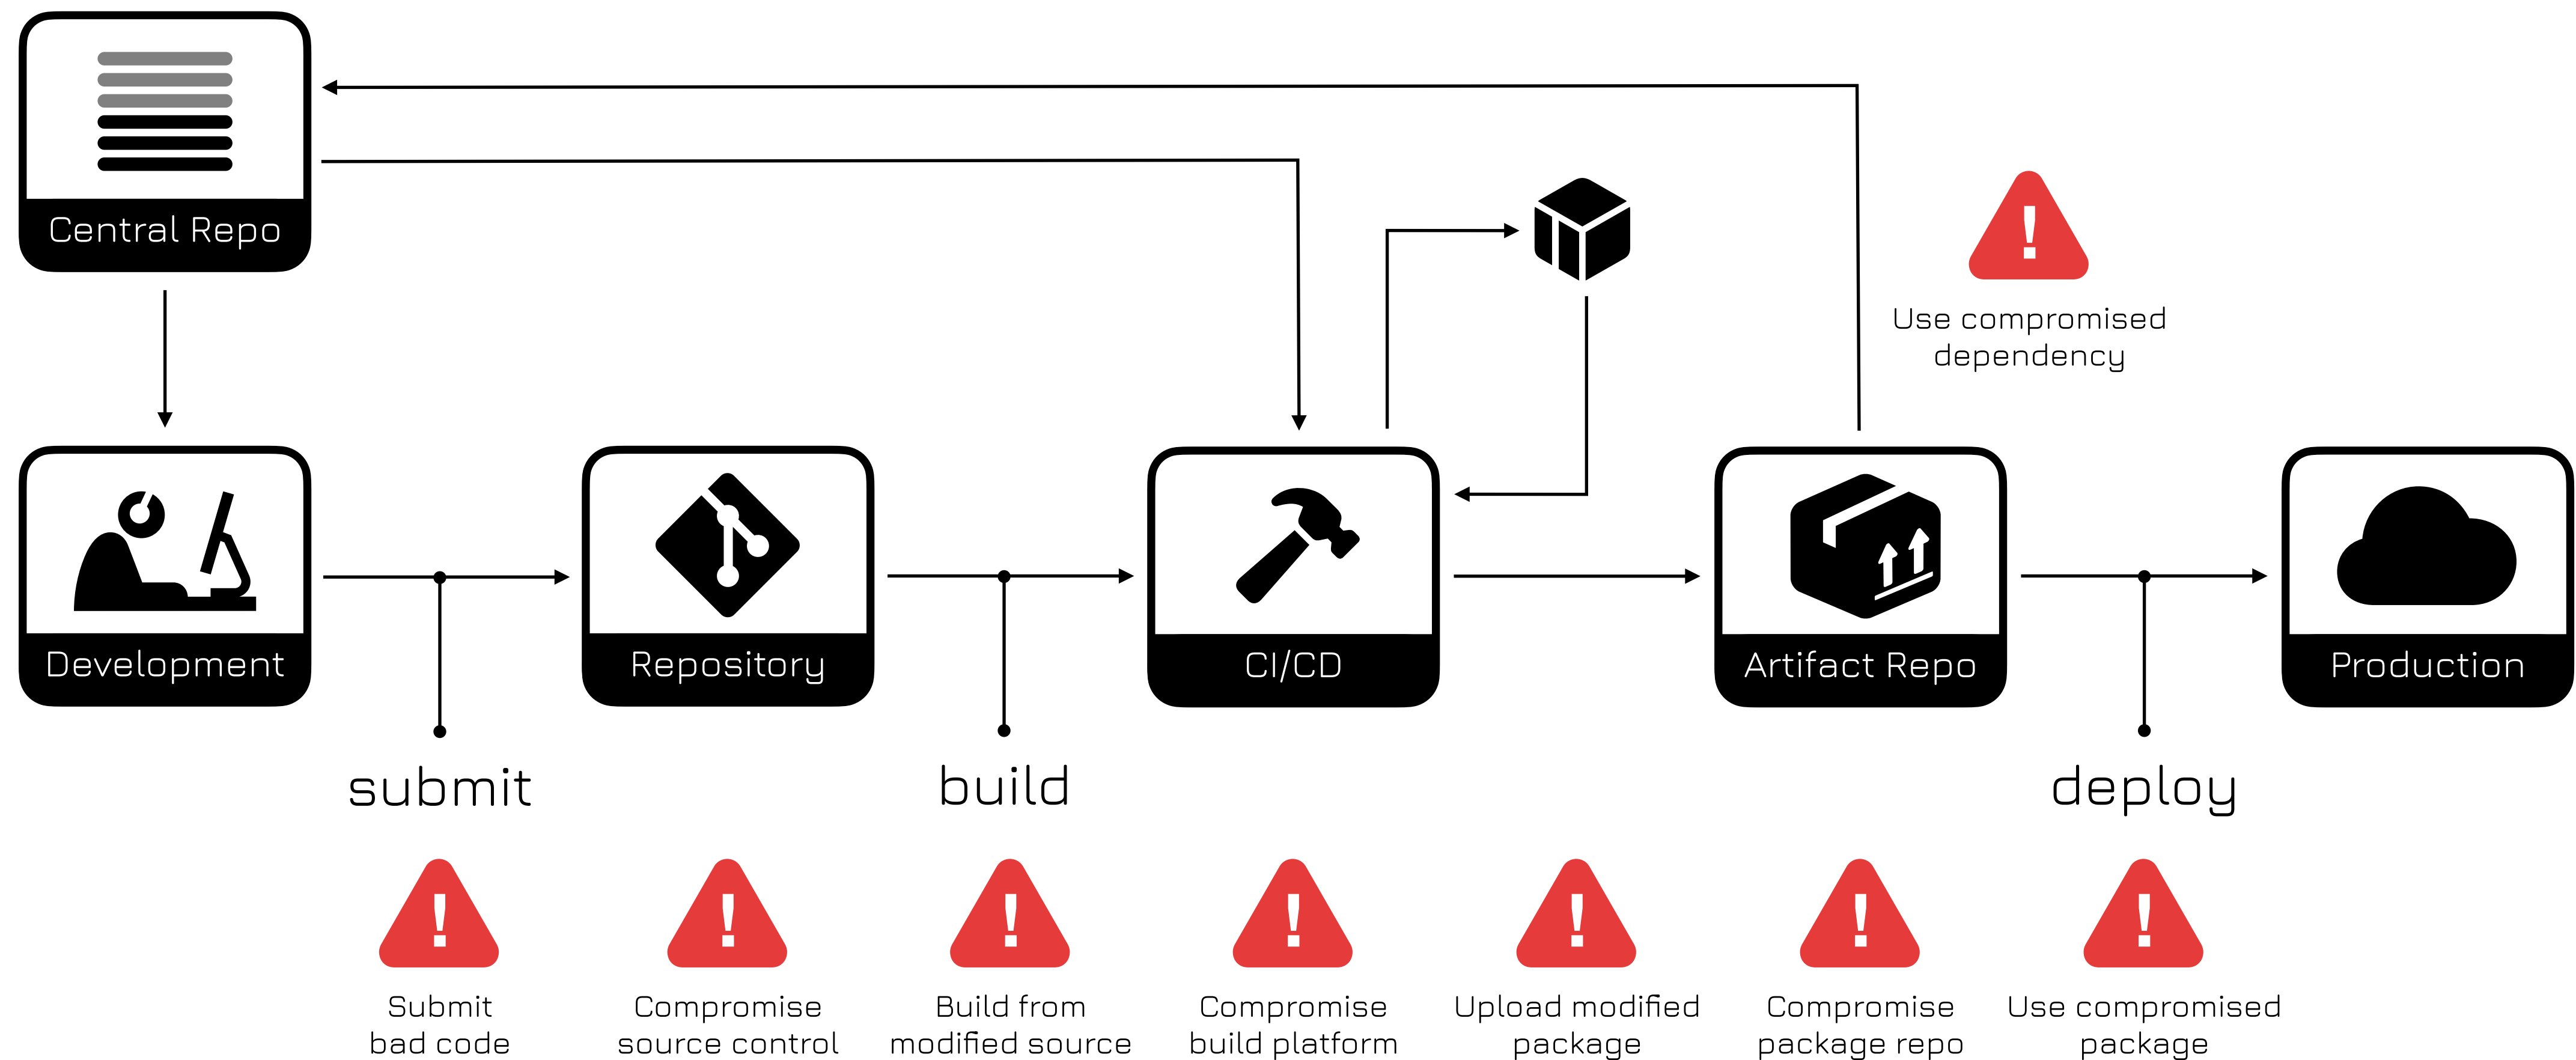 Central Repo
Use compromised
dependency
Development
Repository
CI/CD
Artifact Repo
Production
submit
build
deploy
Submit
bad code
Compromise
source control
Build from
modified source
Compromise
build platform
Upload modified
package
Compromise
package repo
Use compromised
package